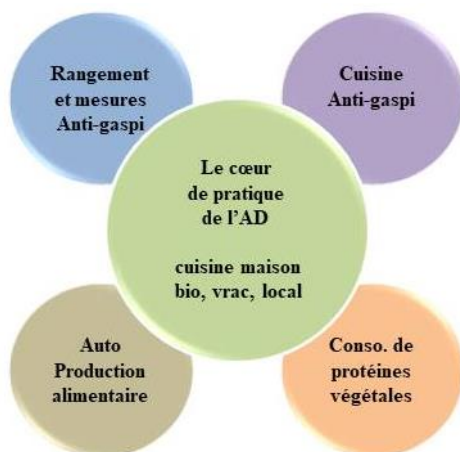 Rangement
et mesures
Anti-gaspi
Cuisine
Anti-gaspi
Le cœur
de pratique
de l'AD
cuisine maison
bio, vrac, local
Auto
Production
alimentaire
Conso. de
protéines
végétales